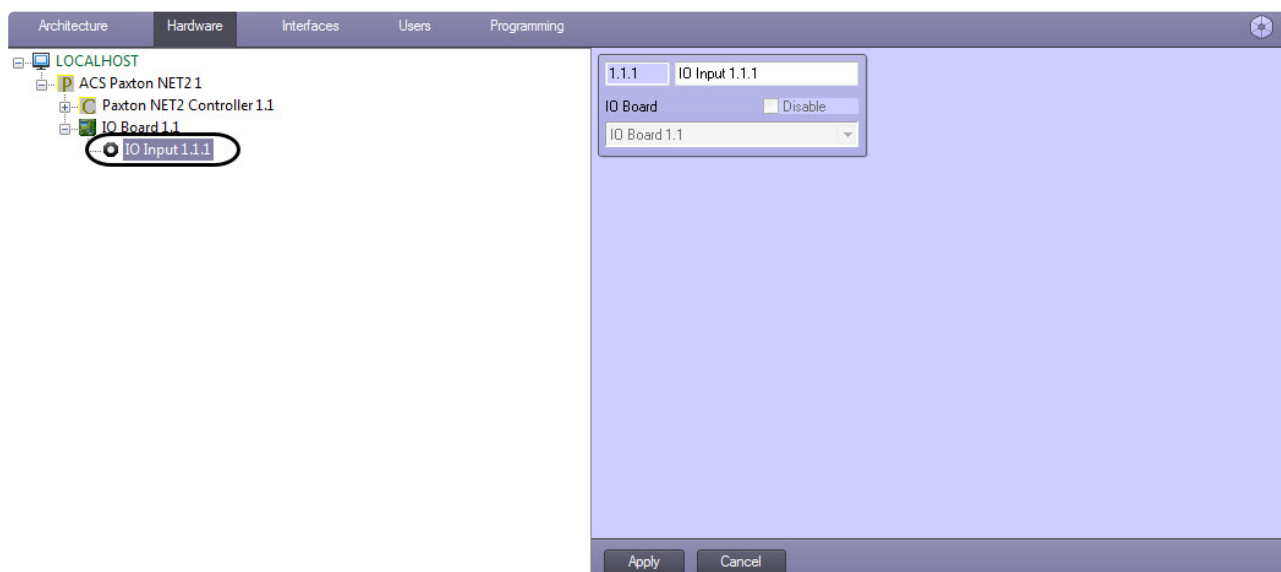 Architecture Hardware Interfaces Users Programming
LOCALHOST
P ACS Paxton NET2 1
C Paxton NET2 Controller 1.1
IO Board 1.1
IO Input 1.1.1
1.1.1 IO Input 1.1.1
IO Board Disable
IO Board 1.1
Apply Cancel